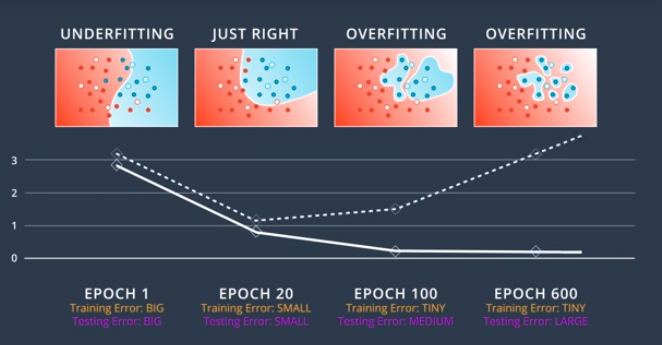 UNDERFITTING
JUST RIGHT
OVERFITTING
OVERFITTING
3
2
1
0
EPOCH 1
Training Error: BIG
Testing Error: BIG
EPOCH 20
Training Error: SMALL
Testing Error: SMALL
EPOCH 100
Training Error: TINY
Testing Error: MEDIUM
EPOCH 600
Training Error: TINY
Testing Error: LARGE